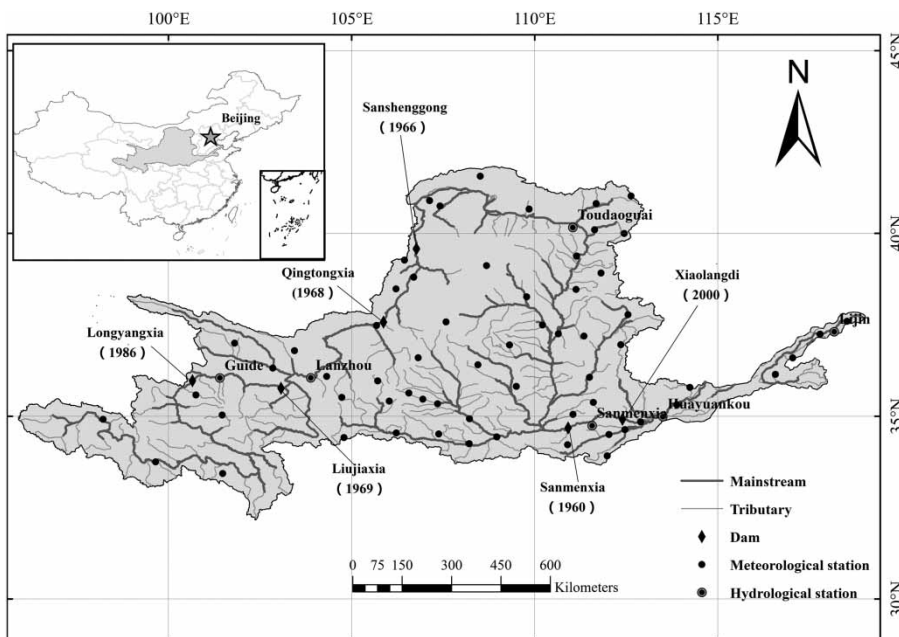 100°E
105°E
110°E
115°E
45°N
40°N
35°N
30°N
N
Beijing
Sanshenggong
( 1966 )
Toudaoguai
Qingtongxia
(1968 )
Xiaolangdi
( 2000 )
Longyangxia
( 1986 )
Guide
Lanzhou
Lijin
Sanmenxia
Huayuankou
Liujiaxia
( 1969 )
Sanmenxia
( 1960 )
Mainstream
Tributary
Dam
Meteorological station
Hydrological station
0 75 150 300 450 600
Kilometers